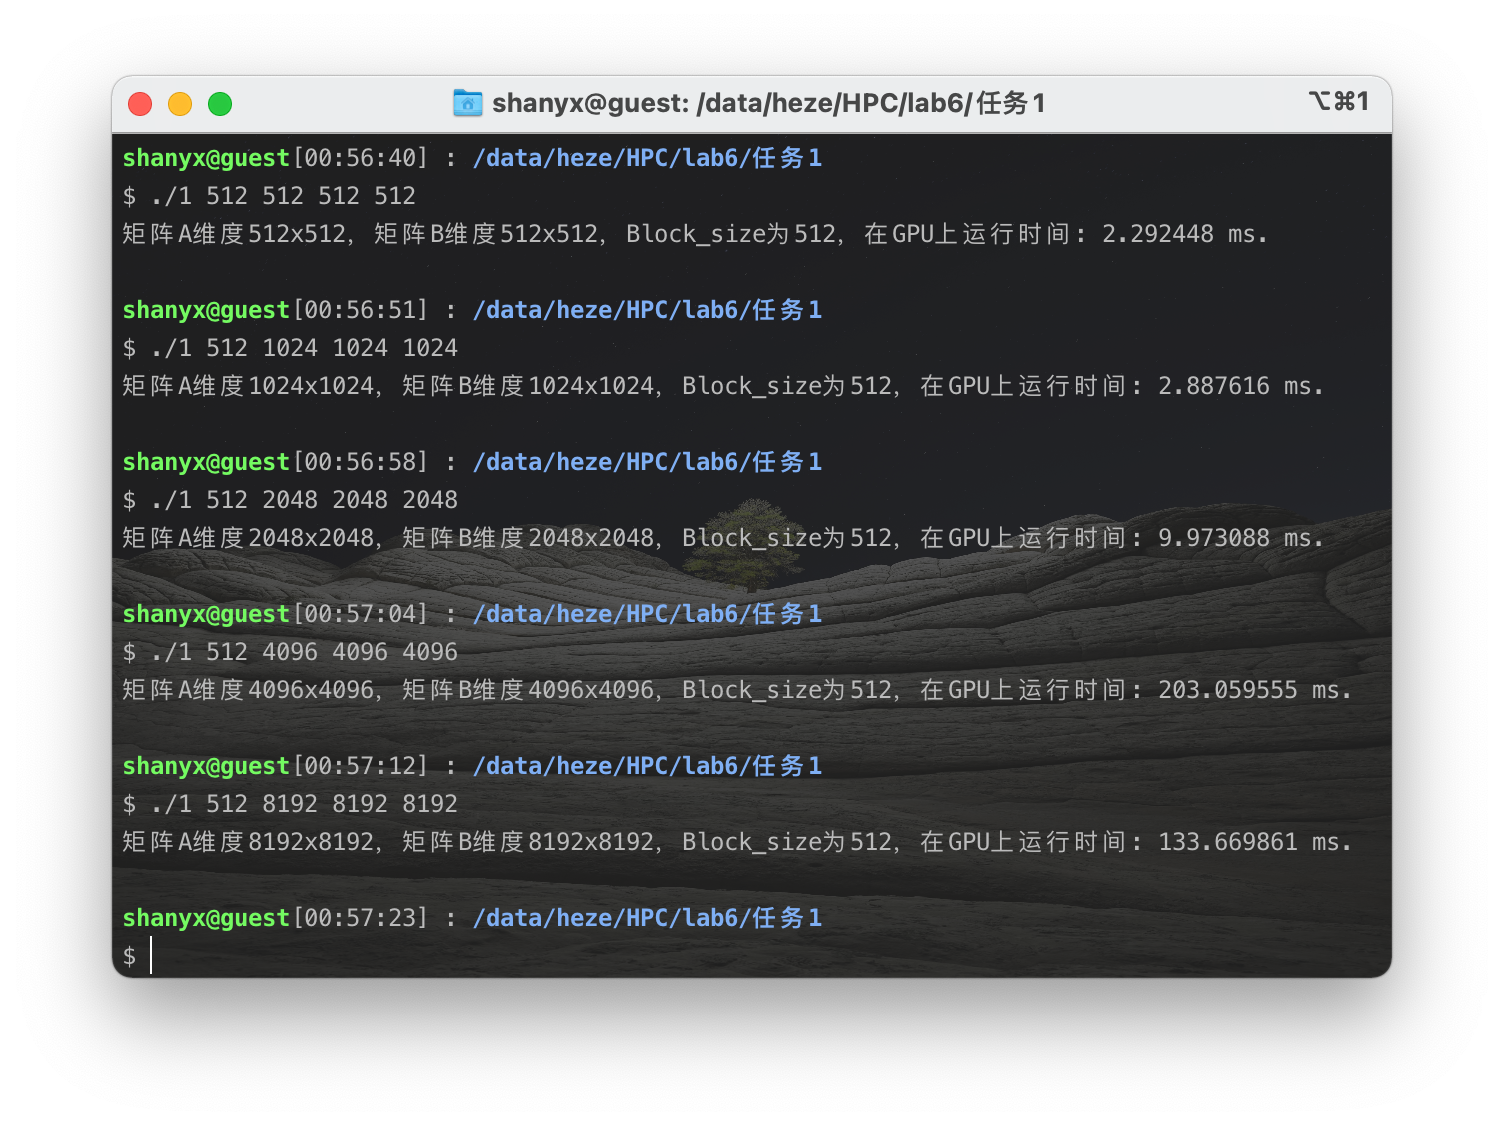 shanyx@guest: /data/heze/HPC/lab6/任务1
⌥⌘1
shanyx@guest[00:56:40] : /data/heze/HPC/lab6/任务1
$ ./1 512 512 512 512
矩阵A维度512x512, 矩阵B维度512x512, Block_size为512, 在GPU上运行时间: 2.292448 ms.
shanyx@guest[00:56:51] : /data/heze/HPC/lab6/任务1
$ ./1 512 1024 1024 1024
矩阵A维度1024x1024, 矩阵B维度1024x1024, Block_size为512, 在GPU上运行时间: 2.887616 ms.
shanyx@guest[00:56:58] : /data/heze/HPC/lab6/任务1
$ ./1 512 2048 2048 2048
矩阵A维度2048x2048, 矩阵B维度2048x2048, Block_size为512, 在GPU上运行时间: 9.973088 ms.
shanyx@guest[00:57:04] : /data/heze/HPC/lab6/任务1
$ ./1 512 4096 4096 4096
矩阵A维度4096x4096, 矩阵B维度4096x4096, Block_size为512, 在GPU上运行时间: 203.059555 ms.
shanyx@guest[00:57:12] : /data/heze/HPC/lab6/任务1
$ ./1 512 8192 8192 8192
矩阵A维度8192x8192, 矩阵B维度8192x8192, Block_size为512, 在GPU上运行时间: 133.669861 ms.
shanyx@guest[00:57:23] : /data/heze/HPC/lab6/任务1
$